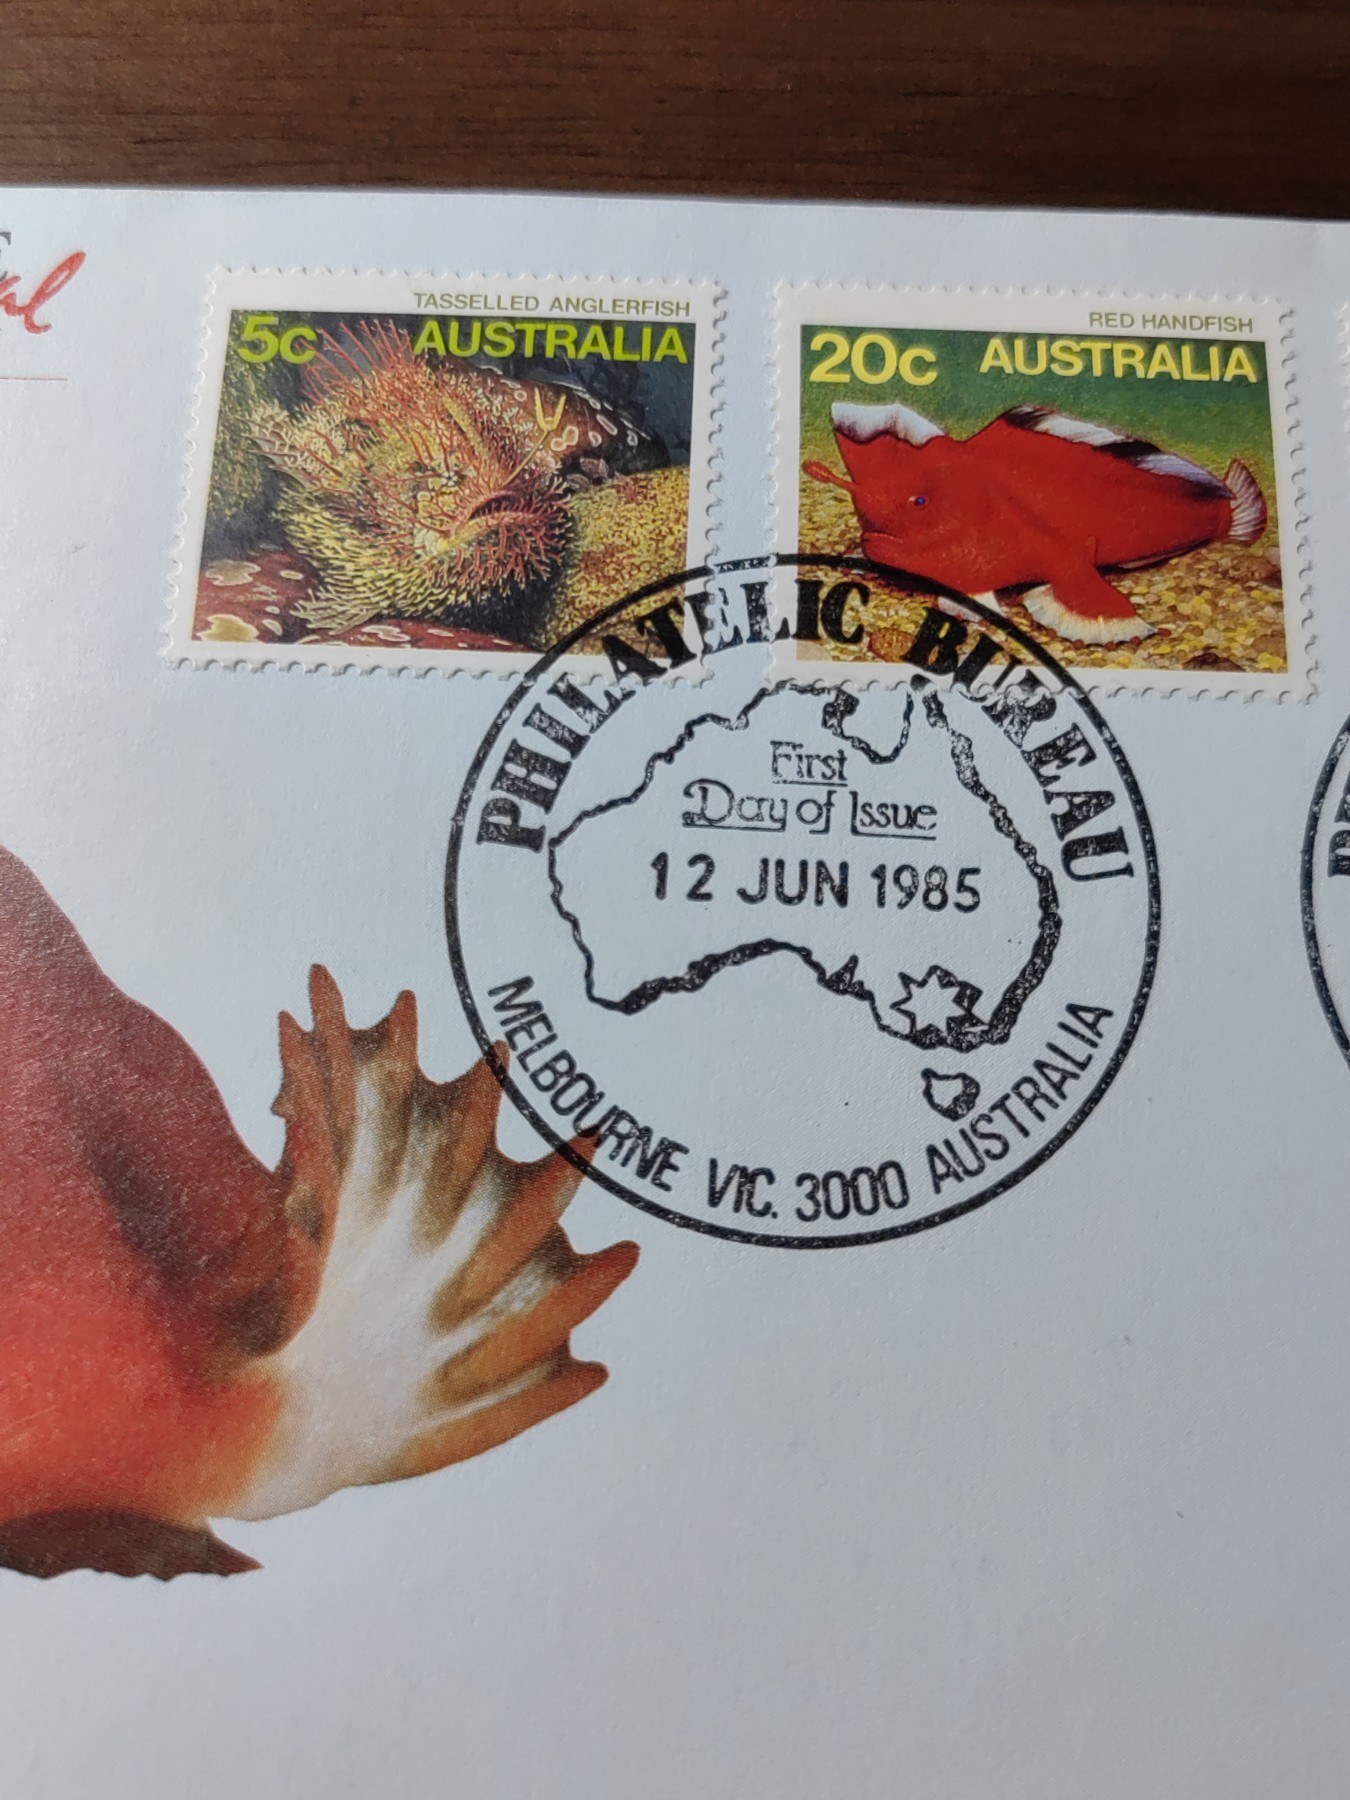 TASSELLED ANGLERFISH
5c AUSTRALIA
RED HANDFISH
20c AUSTRALIA
PHILATELIC BUREAU
First
Day of Issue
12 JUN 1985
MELBOURNE VIC. 3000 AUSTRALIA